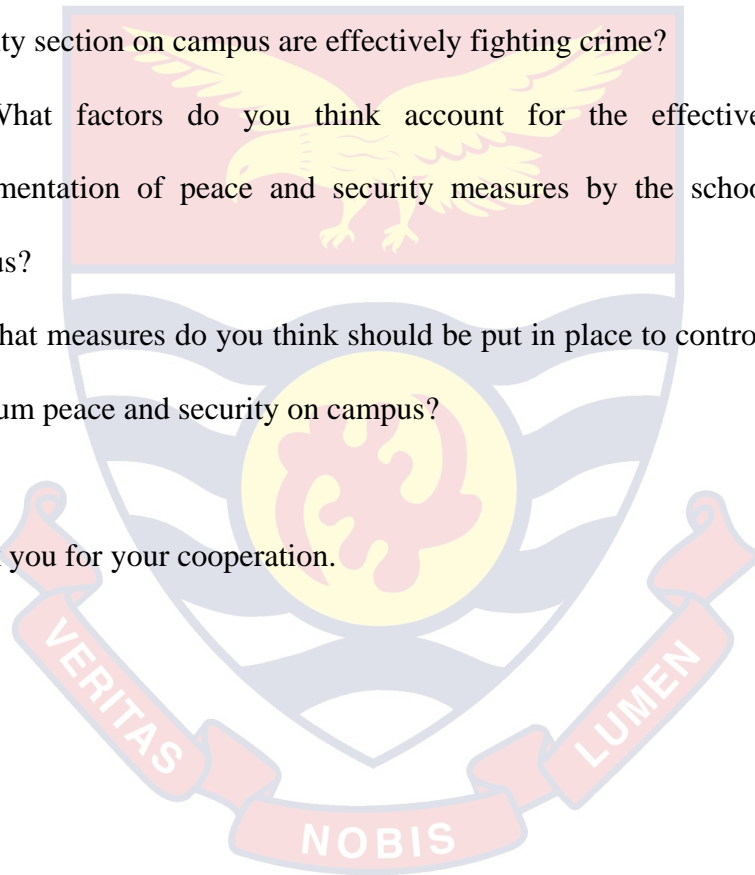 ity section on campus are effectively fighting crime?
What factors do you think account for the effective
mentation of peace and security measures by the schoo
us?
hat measures do you think should be put in place to contro
um peace and security on campus?
you for your cooperation.
VERITAS
NOBIS
LUMEN